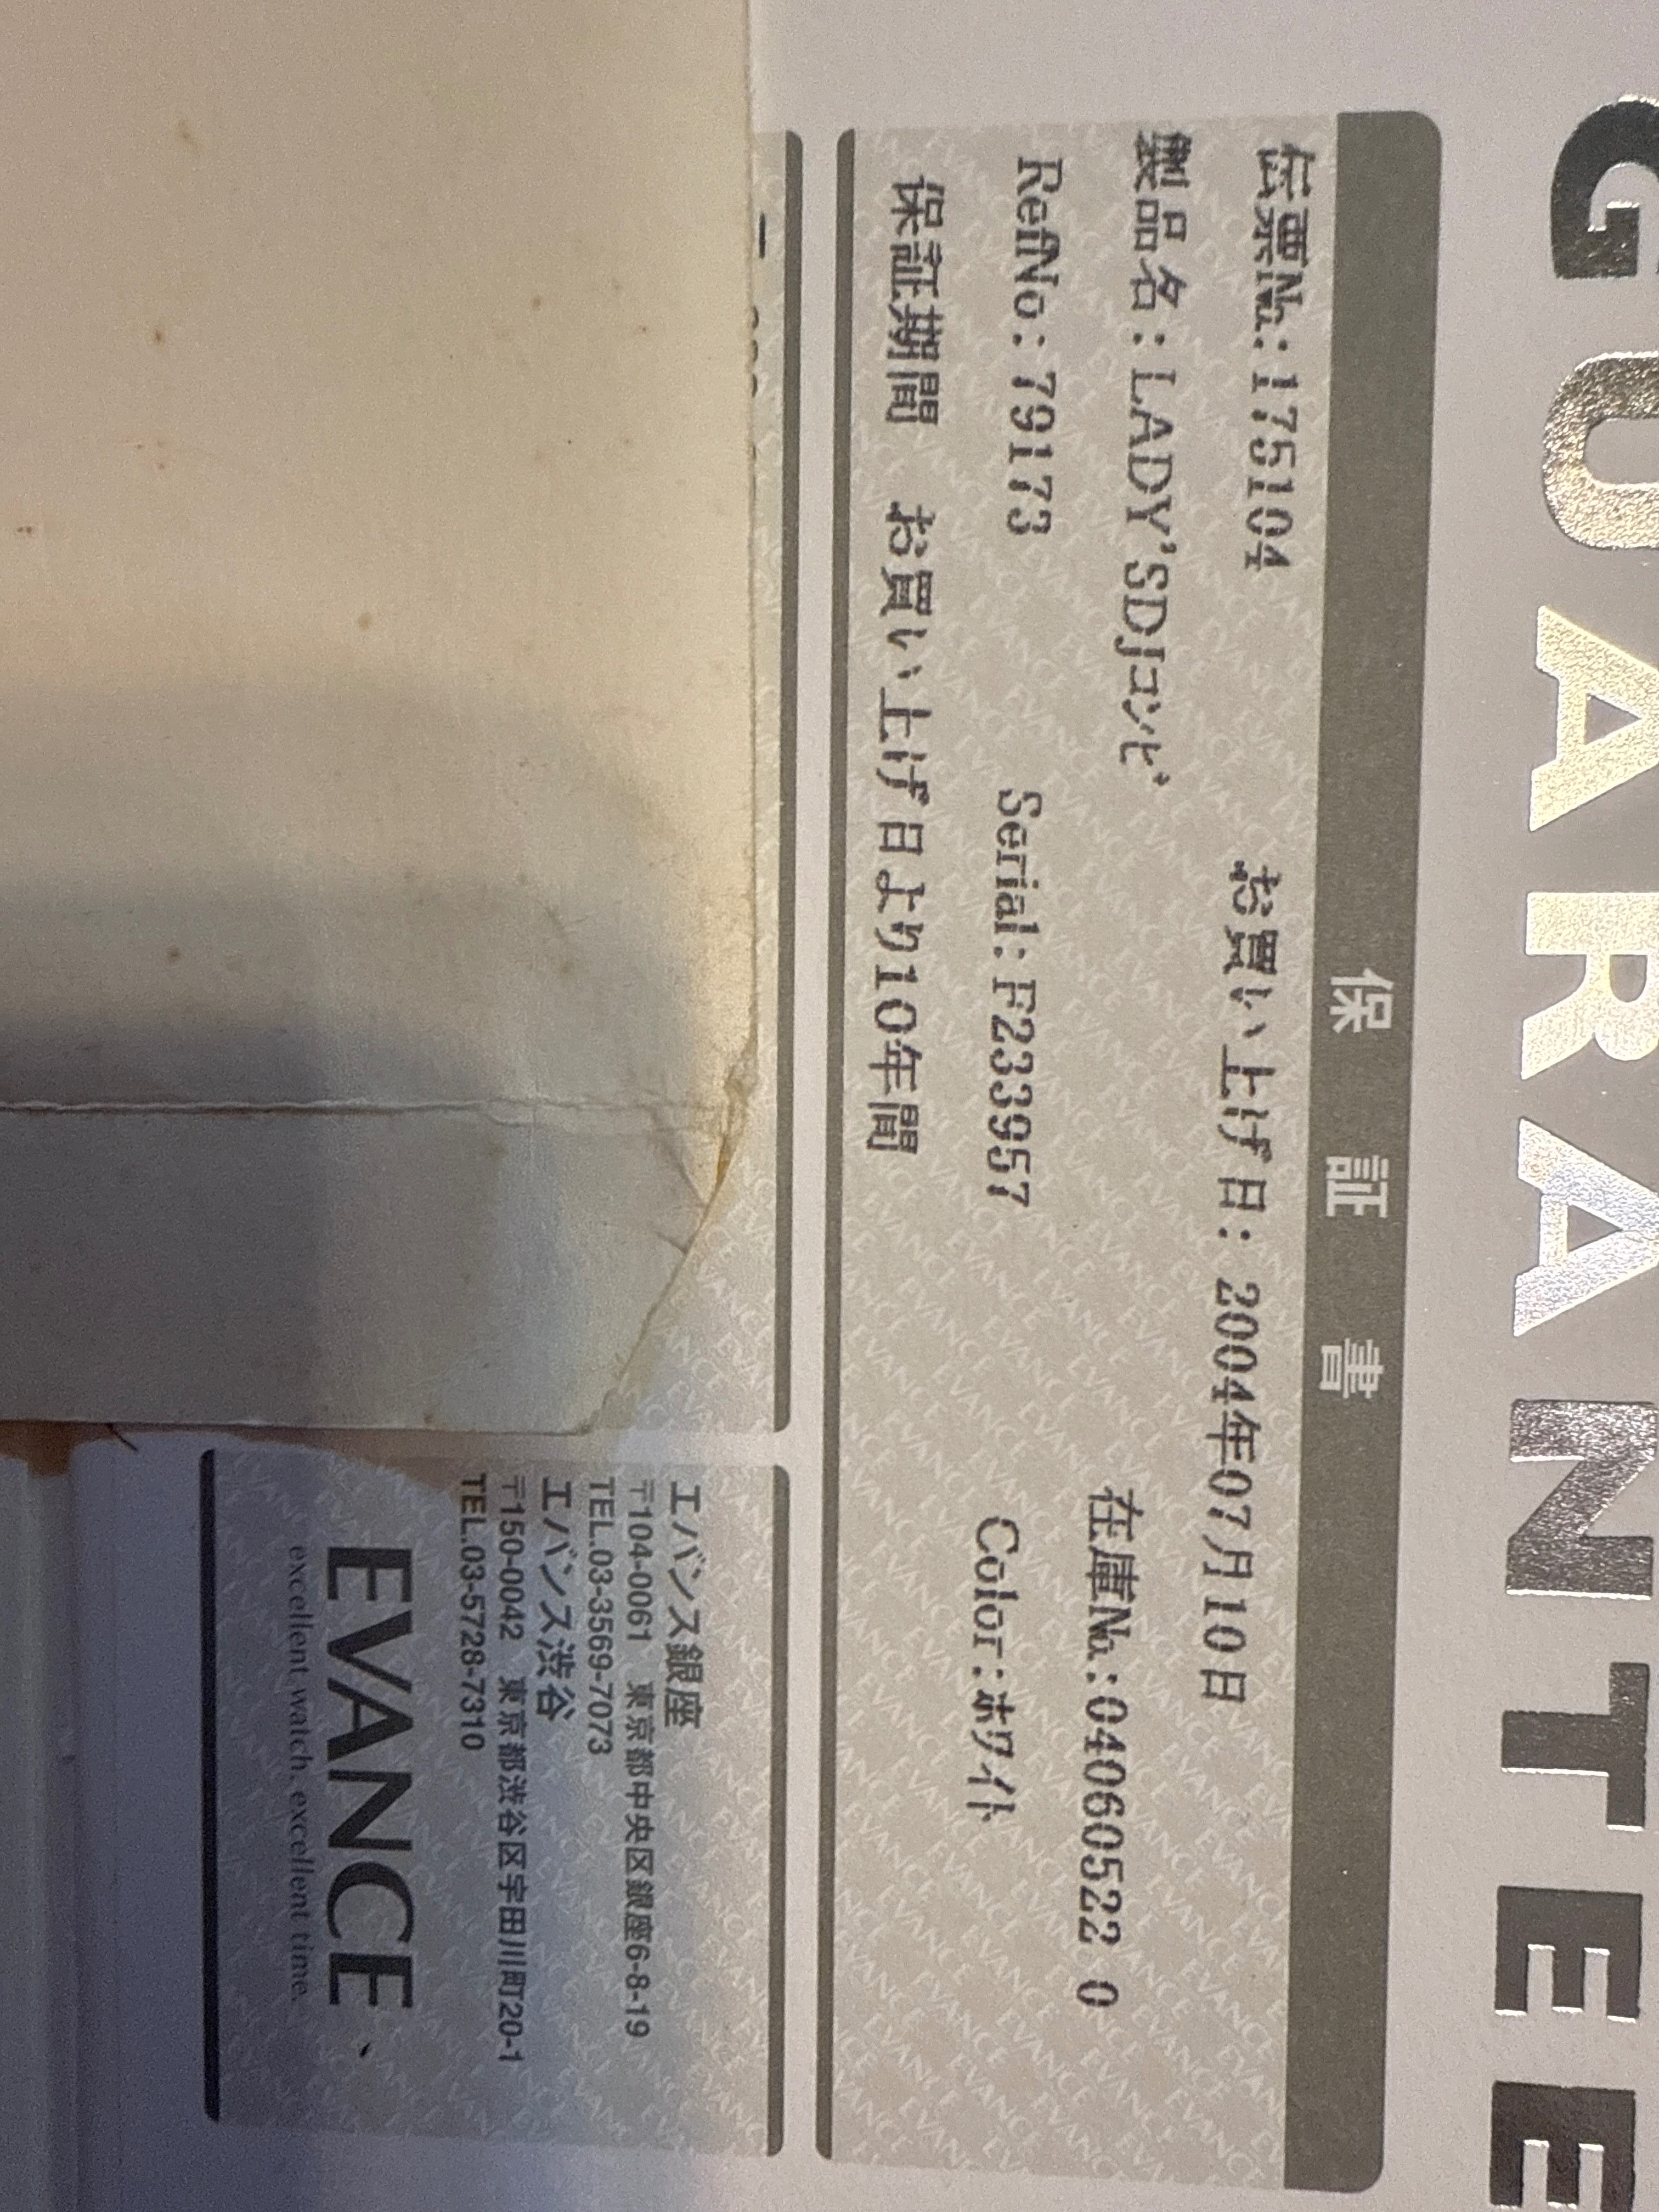 GUARANTEE
保証書
伝票№:175104 お買い上げ日: 2004年07月10日
製品名:LADY'SDJコンビ 在庫№:040660522 0
RefNo: 79173 Serial: F233957 Color:ホワイト
保証期間 お買い上げ日より10年間
エバンス銀座
〒104-0061 東京都中央区銀座6-8-19
TEL.03-3569-7073
エバンス渋谷
〒150-0042 東京都渋谷区宇田川町20-1
TEL.03-5728-7310
EVANCE
excellent watch. excellent time.